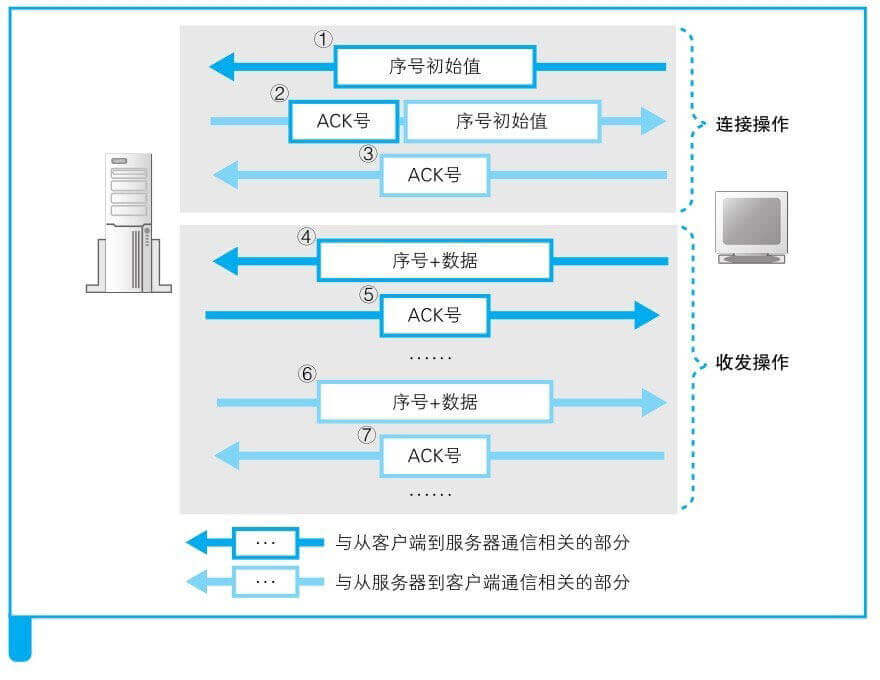 ①
序号初始值
②
ACK号
序号初始值
连接操作
③
ACK号
④
序号+数据
⑤
ACK号
······
收发操作
⑥
序号+数据
⑦
ACK号
······
··· 与从客户端到服务器通信相关的部分
··· 与从服务器到客户端通信相关的部分